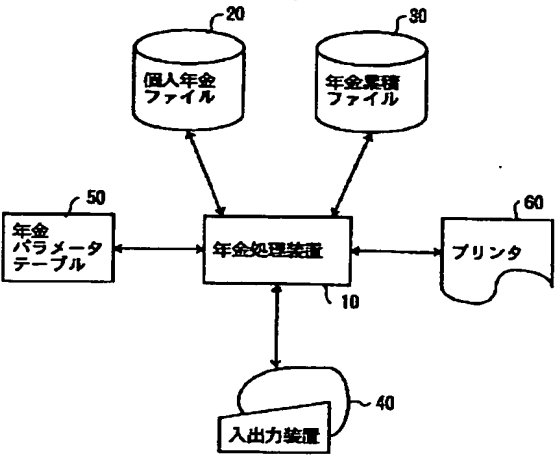 20
30
個人年金
ファイル
年金業積
ファイル
50
60
年金
パラメータ
テーブル
年金処理装置
プリンタ
10
40
入出力装置